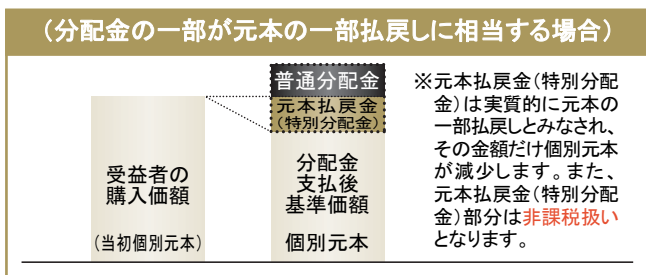 （分配金の一部が元本の一部払戻しに相当する場合）
普通分配金
元本払戻金
（特別分配金）
受益者の
購入価額
（当初個別元本）
分配金
支払後
基準価額
個別元本
※元本払戻金（特別分配
金）は実質的に元本の
一部払戻しとみなされ、
その金額だけ個別元本
が減少します。また、
元本払戻金（特別分配
金）部分は非課税扱い
となります。